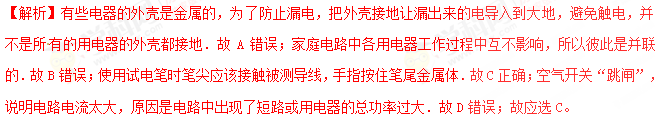 【解析】有些电器的外壳是金属的，为了防止漏电，把外壳接地让漏出来的电导入到大地，避免触电，并
不是所有的用电器的外壳都接地．故 A 错误；家庭电路中各用电器工作过程中互不影响，所以彼此是并联
的．故 B 错误；使用试电笔时笔尖应该接触被测导线，手指按住笔尾金属体．故 C 正确；空气开关“跳闸”，
说明电路电流太大，原因是电路中出现了短路或用电器的总功率过大．故 D 错误；故应选 C。